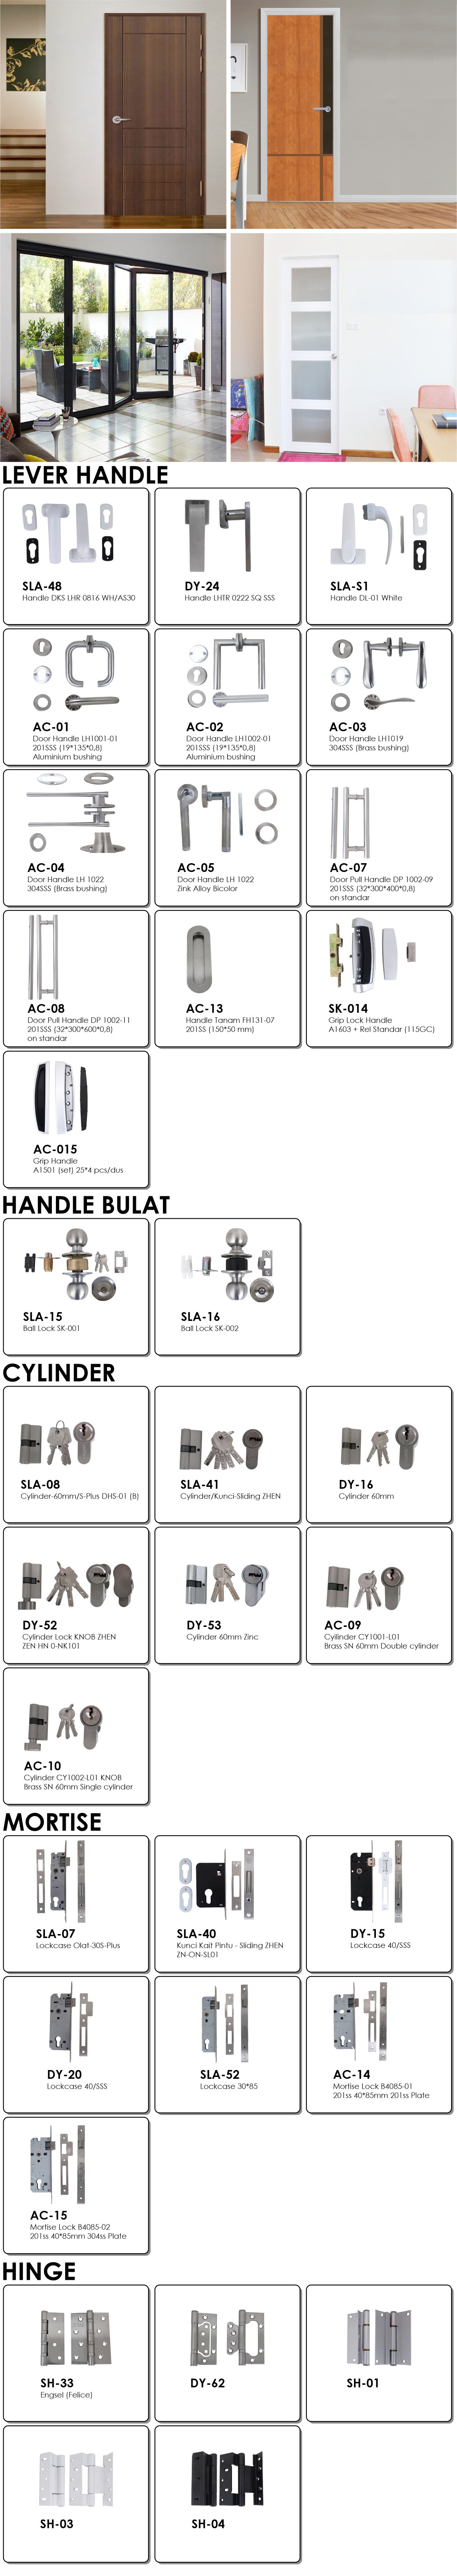 LEVER HANDLE
SLA-48
Handle DKS LHR 0816 WH/AS30
DY-24
Handle LHTR 0222 SQ SSS
SLA-S1
Handle DL-01 White
AC-01
Door Handle LH1001-01
201SSS (19*135*0,8)
Aluminium bushing
AC-02
Door Handle LH1002-01
201SSS (19*135*0,8)
Aluminium bushing
AC-03
Door Handle LH1019
304SSS (Brass bushing)
AC-04
Door Handle LH 1022
304SSS (Brass bushing)
AC-05
Door Handle LH 1022
Zink Alloy Bicolor
AC-07
Door Pull Handle DP 1002-09
201SSS (32*300*400*0,8)
on standar
AC-08
Door Pull Handle DP 1002-11
201SSS (32*300*600*0,8)
on standar
AC-13
Handle Tanam FH131-07
201SS (150*50 mm)
SK-014
Grip Lock Handle
A1603 + Rel Standar (115GC)
AC-015
Grip Handle
A1501 (set) 25*4 pcs/dus
HANDLE BULAT
SLA-15
Ball Lock SK-001
SLA-16
Ball Lock SK-002
CYLINDER
SLA-08
Cylinder-60mm/S-Plus DHS-01 (B)
SLA-41
Cylinder/Kunci-Sliding ZHEN
DY-16
Cylinder 60mm
DY-52
Cylinder Lock KNOB ZHEN
ZEN HN 0-NK101
DY-53
Cylinder 60mm Zinc
AC-09
Cyilinder CY1001-L01
Brass SN 60mm Double cylinder
AC-10
Cylinder CY1002-L01 KNOB
Brass SN 60mm Single cylinder
MORTISE
SLA-07
Lockcase Olat-30S-Plus
SLA-40
Kunci Kait Pintu - Sliding ZHEN
ZN-ON-SL01
DY-15
Lockcase 40/SSS
DY-20
Lockcase 40/SSS
SLA-52
Lockcase 30*85
AC-14
Mortise Lock B4085-01
201ss 40*85mm 201ss Plate
AC-15
Mortise Lock B4085-02
201ss 40*85mm 304ss Plate
HINGE
SH-33
Engsel (Felice)
DY-62
SH-01
SH-03
SH-04